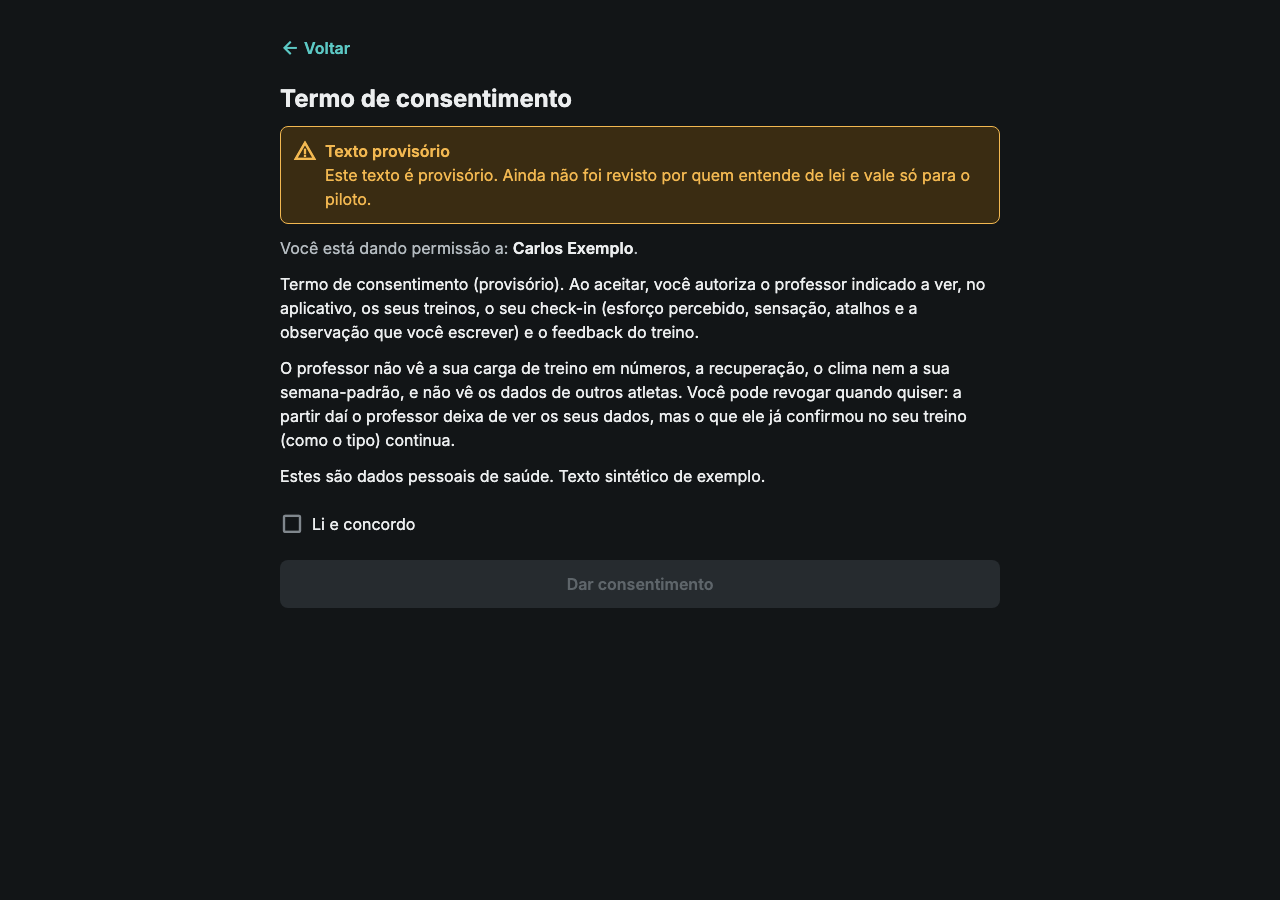 Voltar
Termo de consentimento
Texto provisório
Este texto é provisório. Ainda não foi revisto por quem entende de lei e vale só para o
piloto.
Você está dando permissão a: Carlos Exemplo.
Termo de consentimento (provisório). Ao aceitar, você autoriza o professor indicado a ver, no
aplicativo, os seus treinos, o seu check-in (esforço percebido, sensação, atalhos e a
observação que você escrever) e o feedback do treino.
O professor não vê a sua carga de treino em números, a recuperação, o clima nem a sua
semana-padrão, e não vê os dados de outros atletas. Você pode revogar quando quiser: a
partir daí o professor deixa de ver os seus dados, mas o que ele já confirmou no seu treino
(como o tipo) continua.
Estes são dados pessoais de saúde. Texto sintético de exemplo.
Li e concordo
Dar consentimento